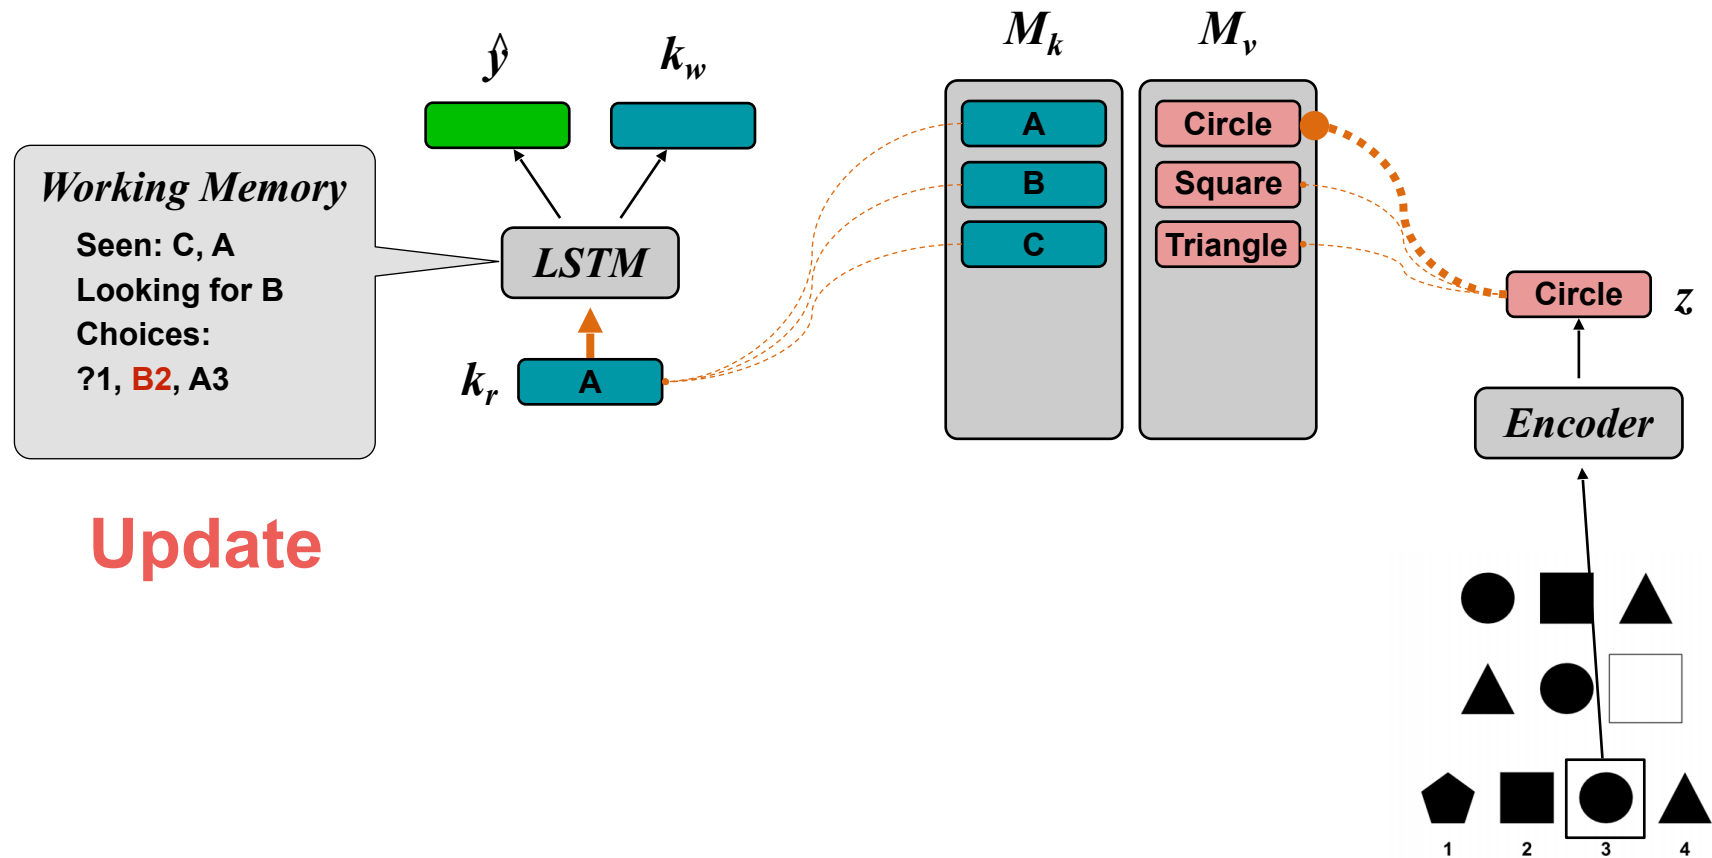 ŷ
k_w
M_k
M_v
Working Memory
Seen: C, A
Looking for B
Choices:
?1, B2, A3
LSTM
k_r
A
A
B
C
Circle
Square
Triangle
Circle
z
Encoder
Update
1 2 3 4